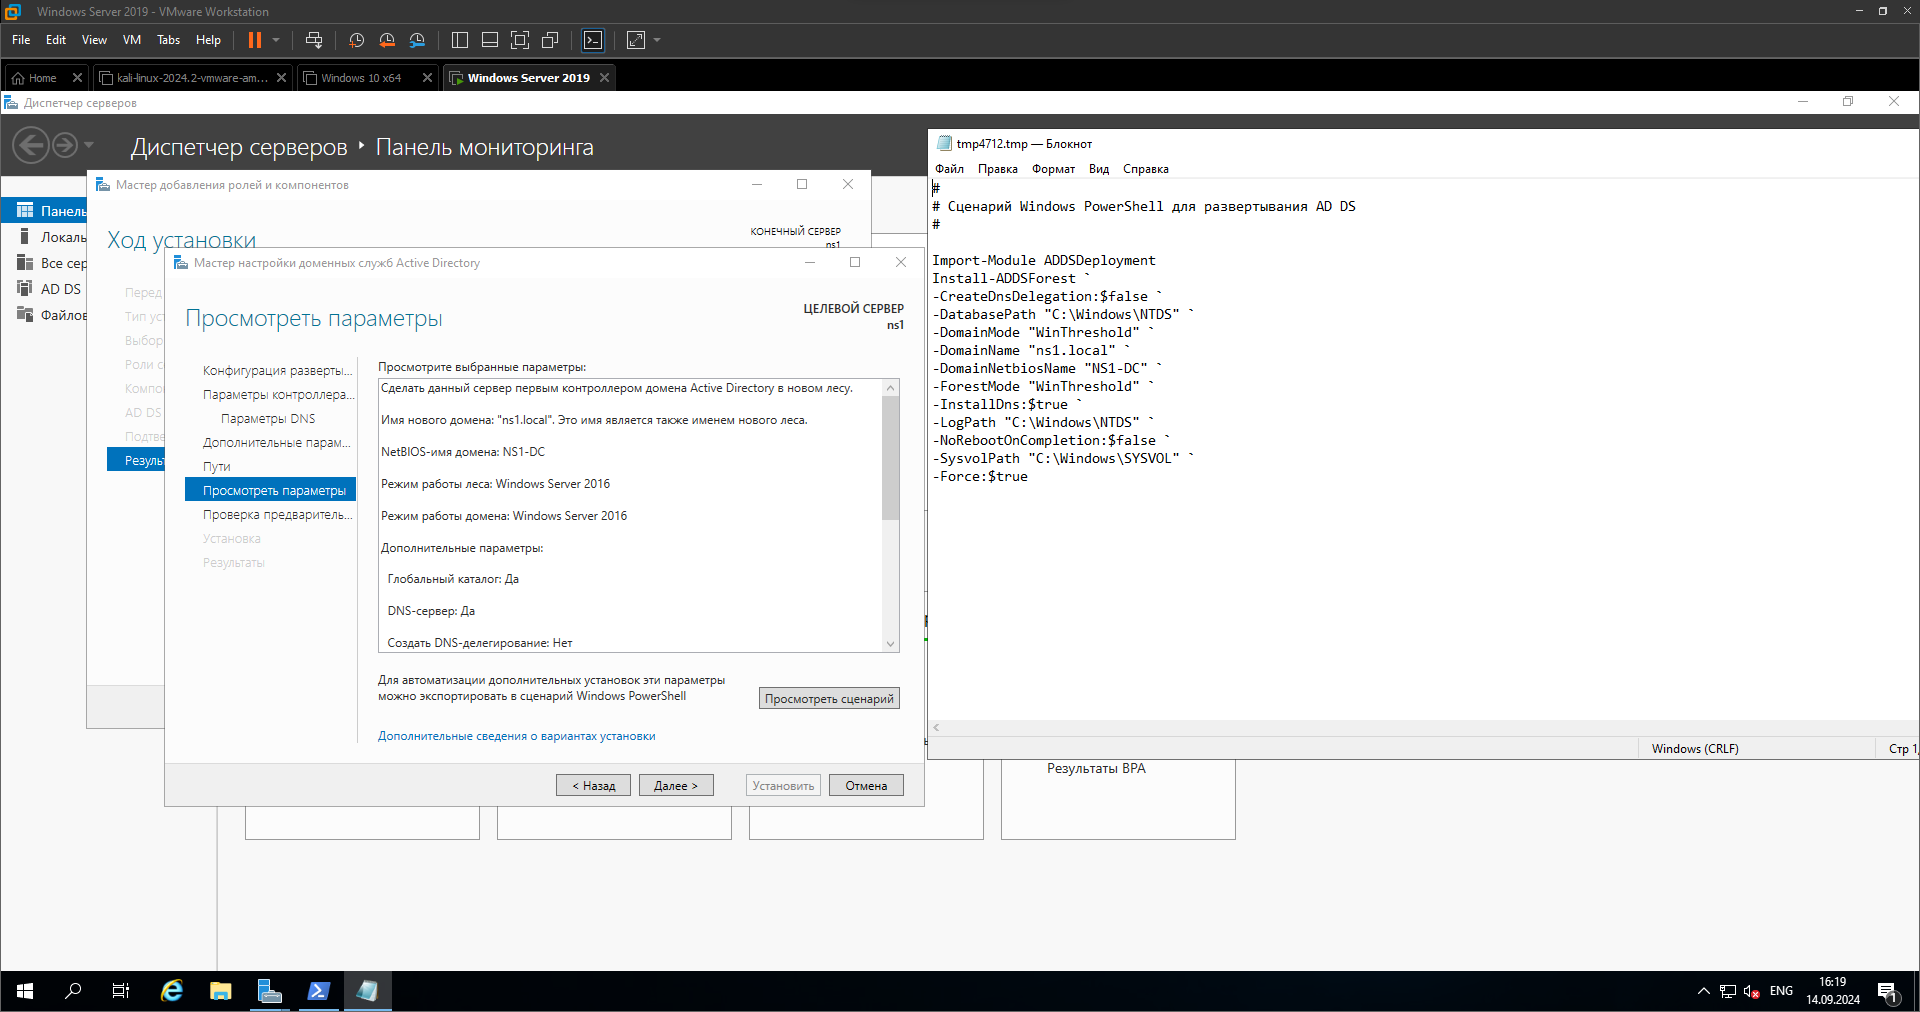 Windows Server 2019 - VMware Workstation
File Edit View VM Tabs Help
Home kali-linux-2024.2-vmware-am... Windows 10 x64 Windows Server 2019
Диспетчер серверов
Диспетчер серверов Панель мониторинга
Панель
Локаль
Все сер
AD DS
Файлов
Мастер добавления ролей и компонентов
Ход установки
КОНЕЧНЫЙ СЕРВЕР
ns1
Перед
Тип ус
Выбор
Роли с
Компо
AD DS
Подтве
Резуль
Мастер настройки доменных служб Active Directory
Просмотреть параметры
ЦЕЛЕВОЙ СЕРВЕР
ns1
Конфигурация разверты...
Параметры контроллера...
Параметры DNS
Дополнительные парам...
Пути
Просмотреть параметры
Проверка предваритель...
Установка
Результаты
Просмотрите выбранные параметры:
Сделать данный сервер первым контроллером домена Active Directory в новом лесу.
Имя нового домена: "ns1.local". Это имя является также именем нового леса.
NetBIOS-имя домена: NS1-DC
Режим работы леса: Windows Server 2016
Режим работы домена: Windows Server 2016
Дополнительные параметры:
Глобальный каталог: Да
DNS-сервер: Да
Создать DNS-делегирование: Нет
Для автоматизации дополнительных установок эти параметры
можно экспортировать в сценарий Windows PowerShell
Просмотреть сценарий
Дополнительные сведения о вариантах установки
< Назад Далее > Установить Отмена
tmp4712.tmp — Блокнот
Файл Правка Формат Вид Справка
#
# Сценарий Windows PowerShell для развертывания AD DS
#
Import-Module ADDSDeployment
Install-ADDSForest `
-CreateDnsDelegation:$false `
-DatabasePath "C:\Windows\NTDS" `
-DomainMode "WinThreshold" `
-DomainName "ns1.local" `
-DomainNetbiosName "NS1-DC" `
-ForestMode "WinThreshold" `
-InstallDns:$true `
-LogPath "C:\Windows\NTDS" `
-NoRebootOnCompletion:$false `
-SysvolPath "C:\Windows\SYSVOL" `
-Force:$true
Windows (CRLF) Стр 1,
Результаты BPA
ENG
16:19
14.09.2024
1